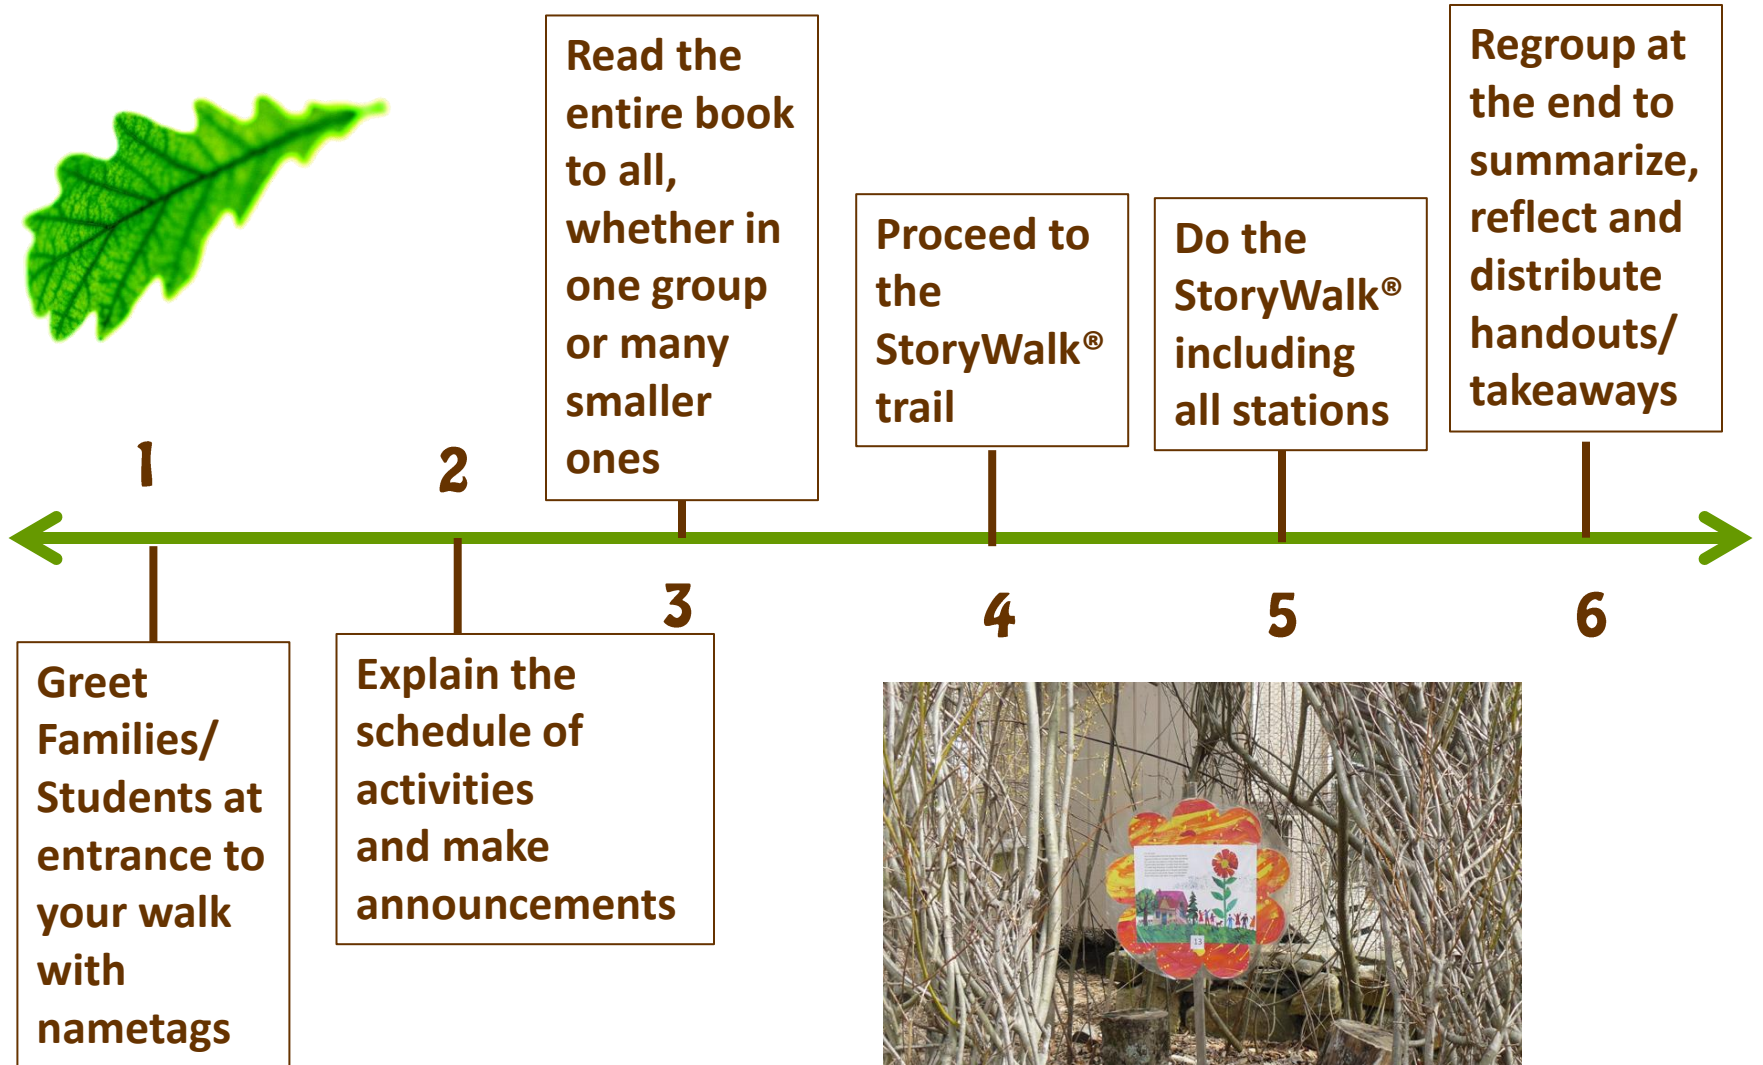 1
Greet
Families/
Students at
entrance to
your walk
with
nametags
2
Explain the
schedule of
activities
and make
announcements
Read the
entire book
to all,
whether in
one group
or many
smaller
ones
3
Proceed to
the
StoryWalk®
trail
4
Do the
StoryWalk®
including
all stations
5
Regroup at
the end to
summarize,
reflect and
distribute
handouts/
takeaways
6
13